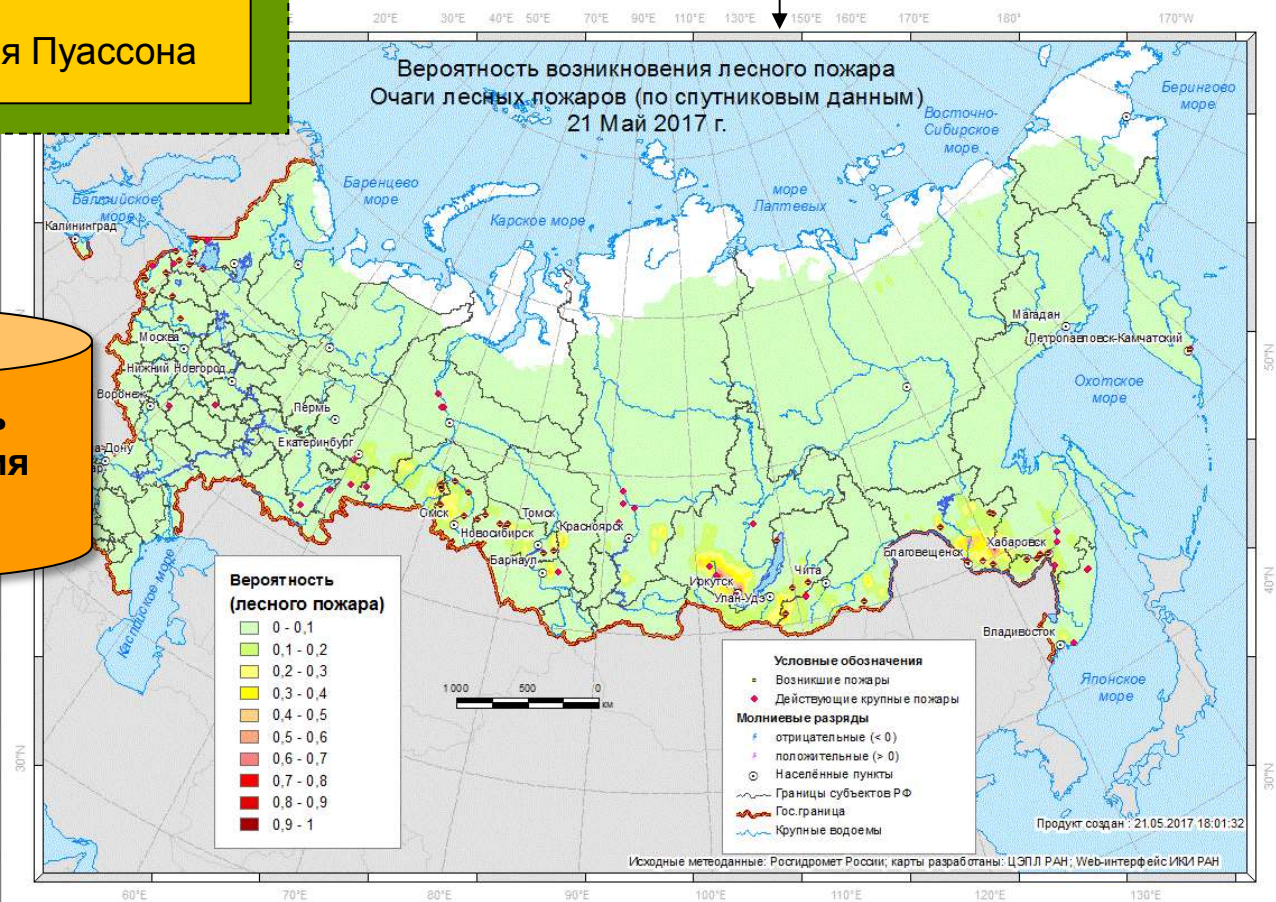 я Пуассона
20°E 30°E 40°E 50°E 70°E 90°E 110°E 130°E 150°E 160°E 170°E 180° 170°W
Вероятность возникновения лесного пожара
Очаги лесных пожаров (по спутниковым данным)
21 Май 2017 г.
Берингово
море
Восточно-
Сибирское
море
Баренцево
море
море
Лаптевых
Карское море
Балтийское
море
Калининград
Магадан
Петропавловск-Камчатский
Москва
Нижний Новгород
Воронеж
Охотское
море
50°N
Пермь
Екатеринбург
а-Дону
ия
Омск
Томск
Новосибирск
Красноярск
Барнаул
Иркутск
Улан-Удэ
Чита
Благовещенск
Хабаровск
40°N
Владивосток
Каспийское море
Японское
море
Вероятность
(лесного пожара)
0 - 0,1
0,1 - 0,2
0,2 - 0,3
0,3 - 0,4
0,4 - 0,5
0,5 - 0,6
0,6 - 0,7
0,7 - 0,8
0,8 - 0,9
0,9 - 1
1 000 500 0
км
Условные обозначения
Возникшие пожары
Действующие крупные пожары
Молниевые разряды
отрицательные (< 0)
положительные (> 0)
Населённые пункты
Границы субъектов РФ
Гос.граница
Крупные водоемы
30°N
30°N
Продукт создан : 21.05.2017 18:01:32
Исходные метеоданные: Росгидромет России; карты разработаны: ЦЭПЛ РАН; Web-интерфейс ИКИ РАН
60°E 70°E 80°E 90°E 100°E 110°E 120°E 130°E